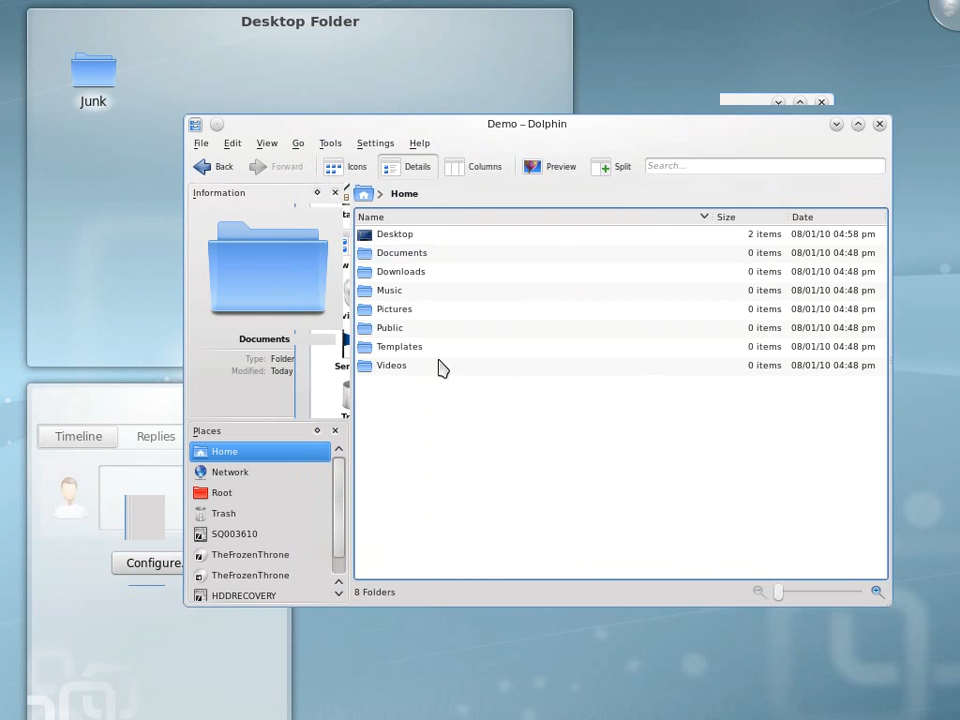 Desktop Folder
Junk
Demo – Dolphin
File Edit View Go Tools Settings Help
Back Forward Icons Details Columns Preview Split Search...
Information
Home
Name Size Date
Desktop 2 items 08/01/10 04:58 pm
Documents 0 items 08/01/10 04:48 pm
Downloads 0 items 08/01/10 04:48 pm
Music 0 items 08/01/10 04:48 pm
Pictures 0 items 08/01/10 04:48 pm
Public 0 items 08/01/10 04:48 pm
Templates 0 items 08/01/10 04:48 pm
Videos 0 items 08/01/10 04:48 pm
Documents
Type: Folder
Modified: Today
Ser
Tr
Places
Home
Network
Root
Trash
SQ003610
TheFrozenThrone
TheFrozenThrone
HDDRECOVERY
8 Folders
Timeline Replies
Configure.